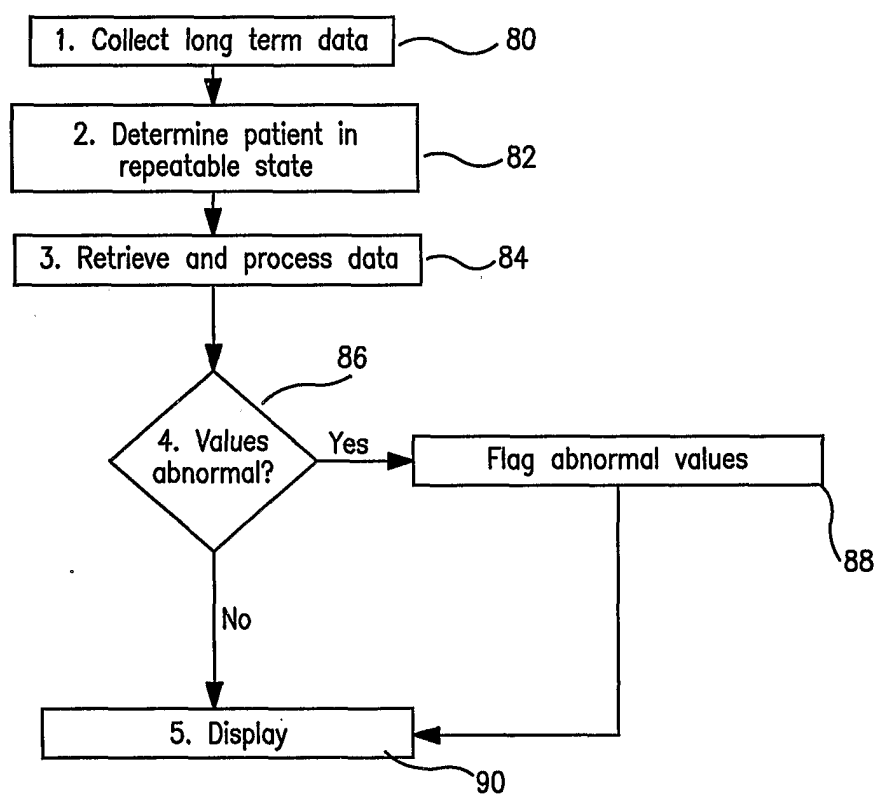 1. Collect long term data
80
2. Determine patient in
repeatable state
82
3. Retrieve and process data
84
86
4. Values
abnormal?
Yes
Flag abnormal values
88
No
5. Display
90